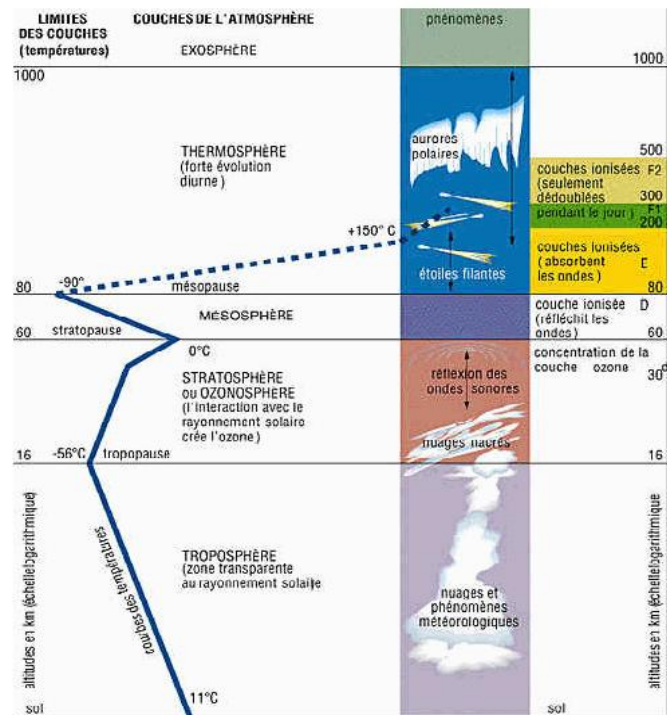 LIMITES
DES COUCHES
(températures)
COUCHES DE L'ATMOSPHÈRE
phénomènes
EXOSPHÈRE
1000
1000
THERMOSPHÈRE
(forte évolution
diurne)
aurores
polaires
500
couches ionisées F2
(seulement
dédoublées 300
F1
pendant le jour) 200
+150° C
couches ionisées
(absorbent E
les ondes)
étoiles filantes
-90°
mésopause
80
80
MÉSOSPHÈRE
couche ionisée D
(réfléchit les
ondes)
stratopause
60
60
0°C
concentration de la
couche ozone d
30
STRATOSPHÈRE
ou OZONOSPHÈRE
(l'interaction avec le
rayonnement solaire
crée l'ozone)
réflexion des
ondes sonores
nuages nacrés
-56°C
tropopause
16
16
TROPOSPHÈRE
(zone transparente
au rayonnement solaire
courbes des températures
nuages et
phénomènes
météorologiques
altitudes en km (échelle logarithmique)
altitudes en km (échelle logarithmique)
11°C
sol
sol